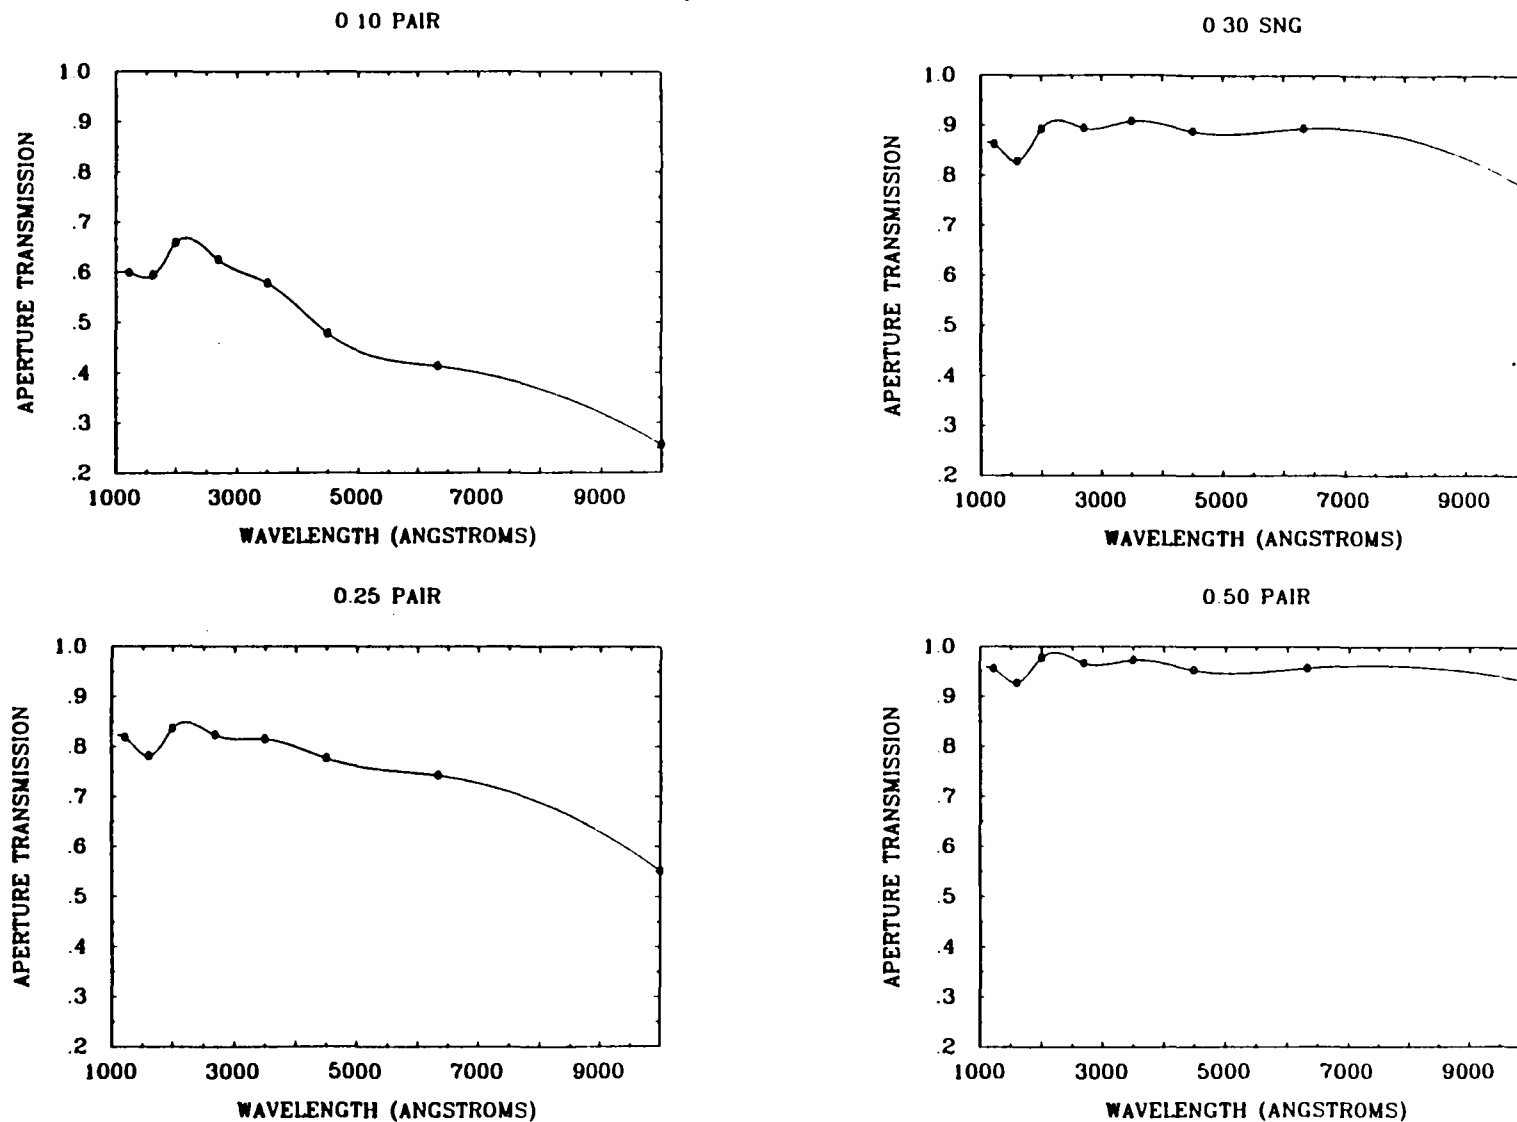 0 10 PAIR
1.0
.9
.8
.7
.6
.5
.4
.3
.2
APERTURE TRANSMISSION
1000 3000 5000 7000 9000
WAVELENGTH (ANGSTROMS)
0 30 SNG
1.0
.9
.8
.7
.6
.5
.4
.3
.2
APERTURE TRANSMISSION
1000 3000 5000 7000 9000
WAVELENGTH (ANGSTROMS)
0.25 PAIR
1.0
.9
.8
.7
.6
.5
.4
.3
.2
APERTURE TRANSMISSION
1000 3000 5000 7000 9000
WAVELENGTH (ANGSTROMS)
0.50 PAIR
1.0
.9
.8
.7
.6
.5
.4
.3
.2
APERTURE TRANSMISSION
1000 3000 5000 7000 9000
WAVELENGTH (ANGSTROMS)